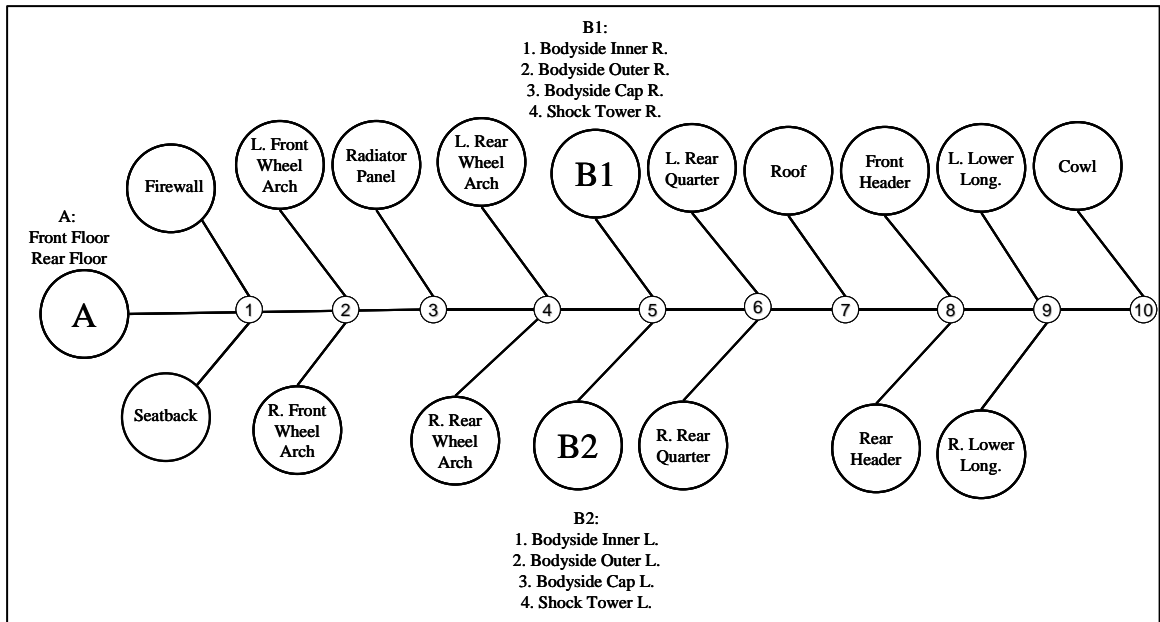 B1:
1. Bodyside Inner R.
2. Bodyside Outer R.
3. Bodyside Cap R.
4. Shock Tower R.
Firewall
L. Front
Wheel
Arch
Radiator
Panel
L. Rear
Wheel
Arch
B1
L. Rear
Quarter
Roof
Front
Header
L. Lower
Long.
Cowl
A:
Front Floor
Rear Floor
A
1
2
3
4
5
6
7
8
9
10
Seatback
R. Front
Wheel
Arch
R. Rear
Wheel
Arch
B2
R. Rear
Quarter
Rear
Header
R. Lower
Long.
B2:
1. Bodyside Inner L.
2. Bodyside Outer L.
3. Bodyside Cap L.
4. Shock Tower L.